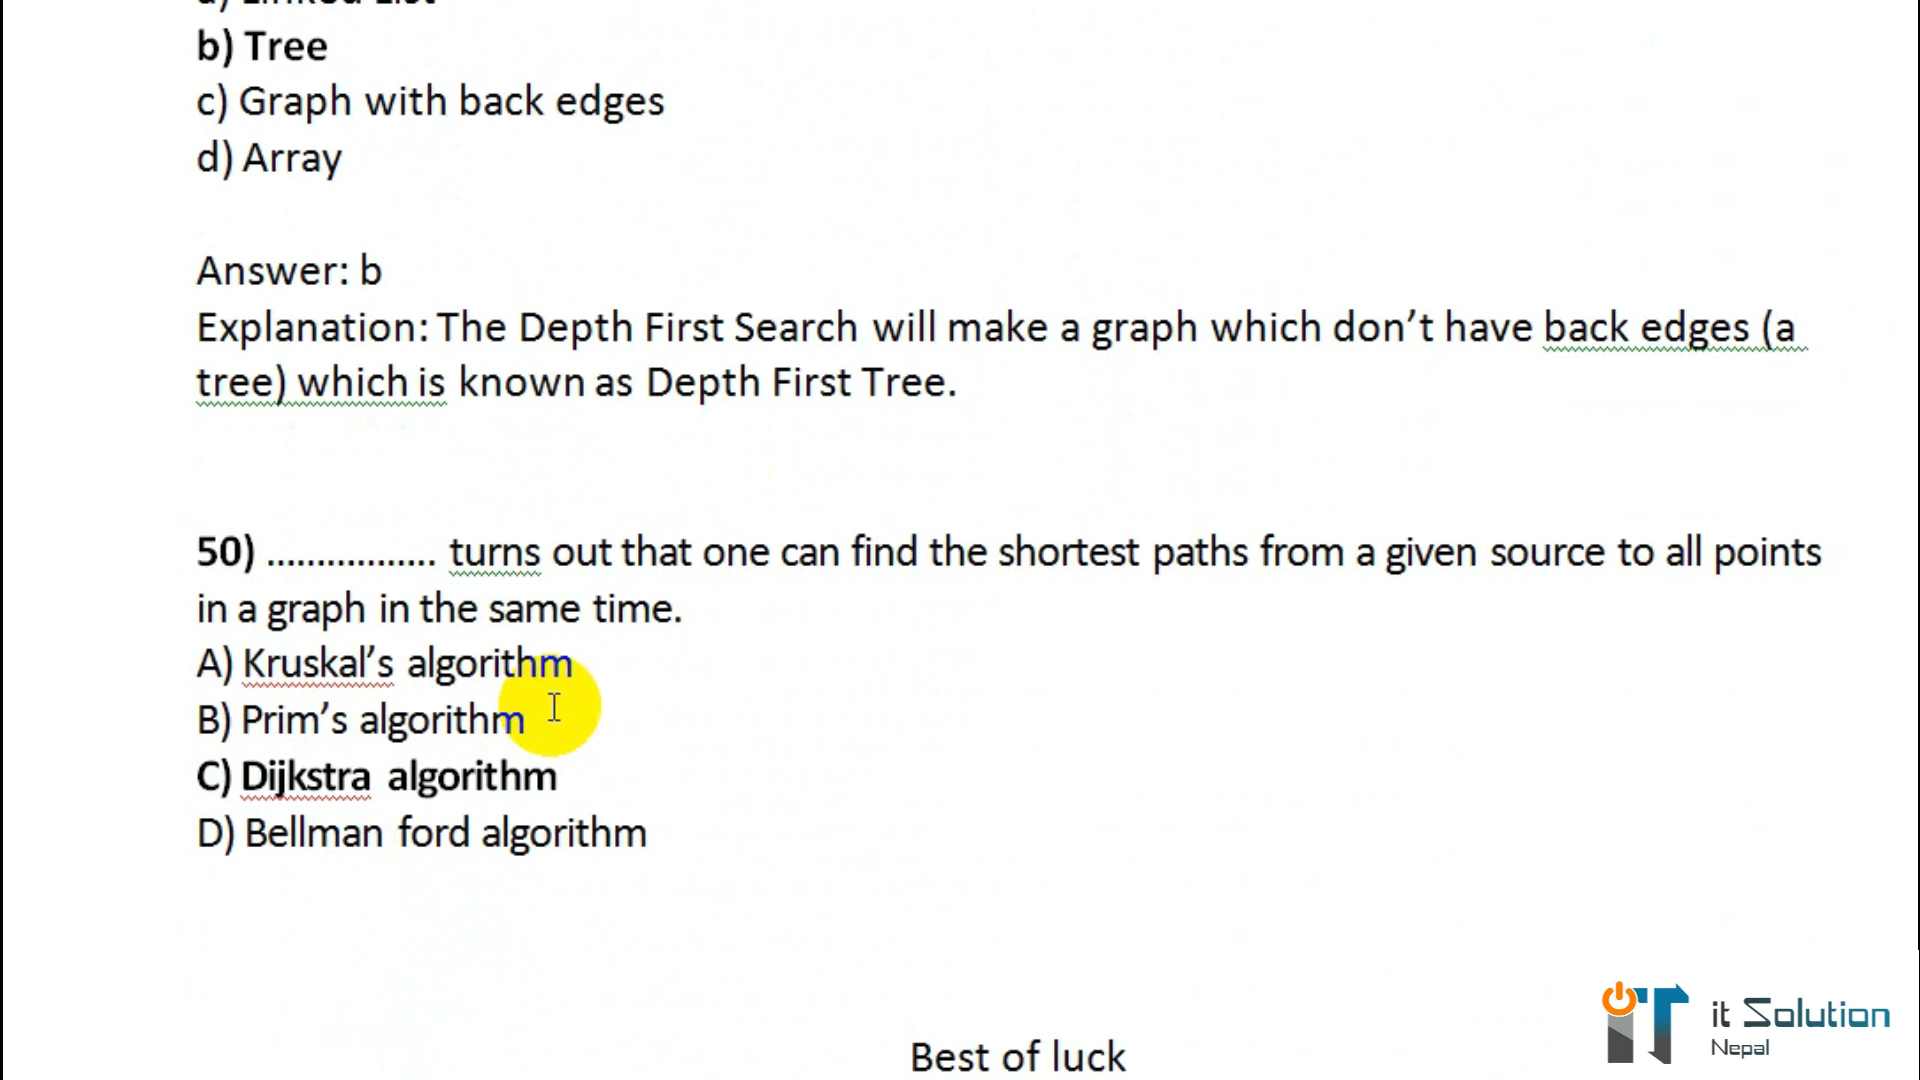 a) Linked List
b) Tree
c) Graph with back edges
d) Array
Answer: b
Explanation: The Depth First Search will make a graph which don’t have back edges (a
tree) which is known as Depth First Tree.
50) ................. turns out that one can find the shortest paths from a given source to all points
in a graph in the same time.
A) Kruskal’s algorithm
B) Prim’s algorithm
C) Dijkstra algorithm
D) Bellman ford algorithm
Best of luck
iT it Solution
Nepal